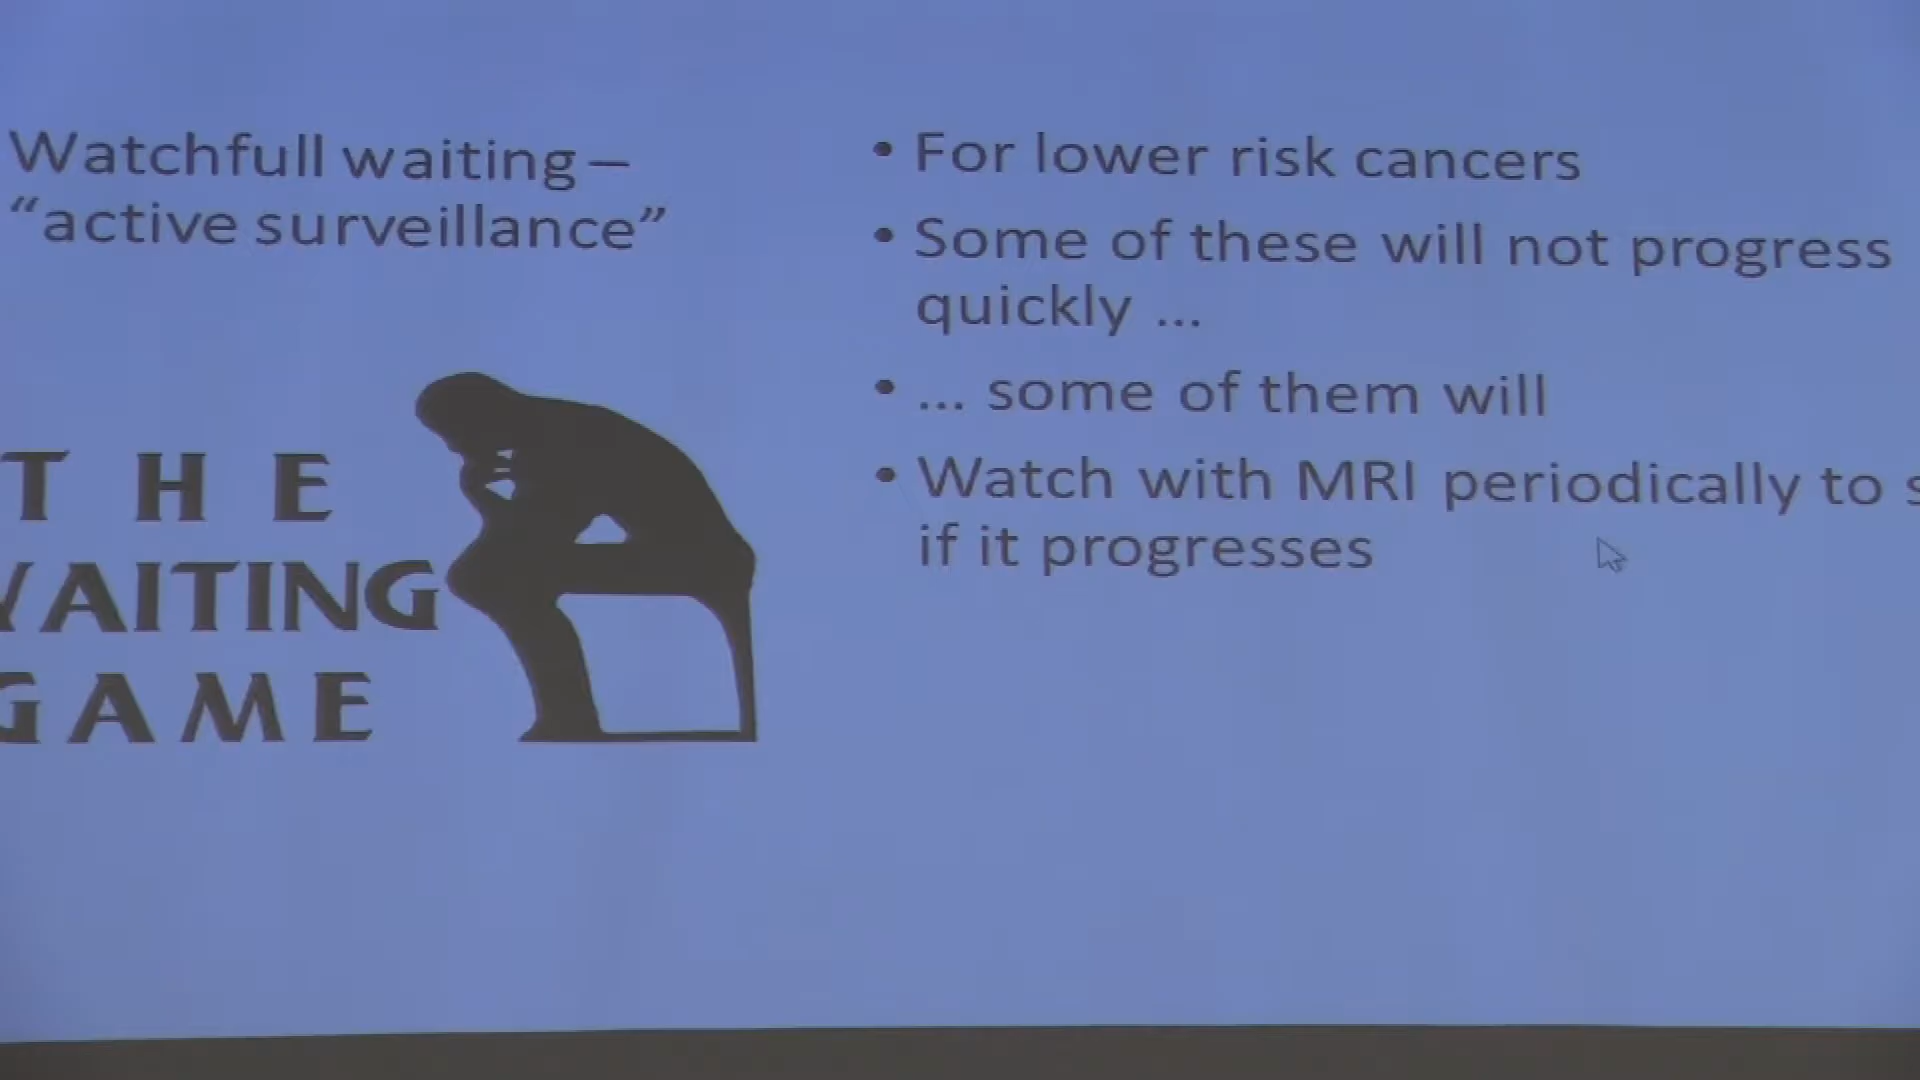 Watchfull waiting –
“active surveillance”
THE
WAITING
GAME
• For lower risk cancers
• Some of these will not progress
quickly ...
• ... some of them will
• Watch with MRI periodically to
if it progresses